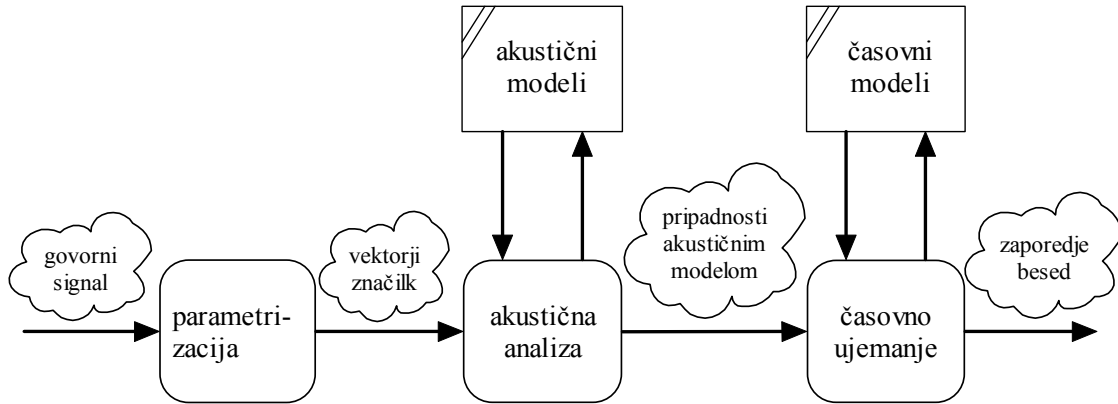 akustični
modeli
časovni
modeli
govorni
signal
vektorji
značilk
pripadnosti
akustičnim
modelom
zaporedje
besed
parametri-
zacija
akustična
analiza
časovno
ujemanje